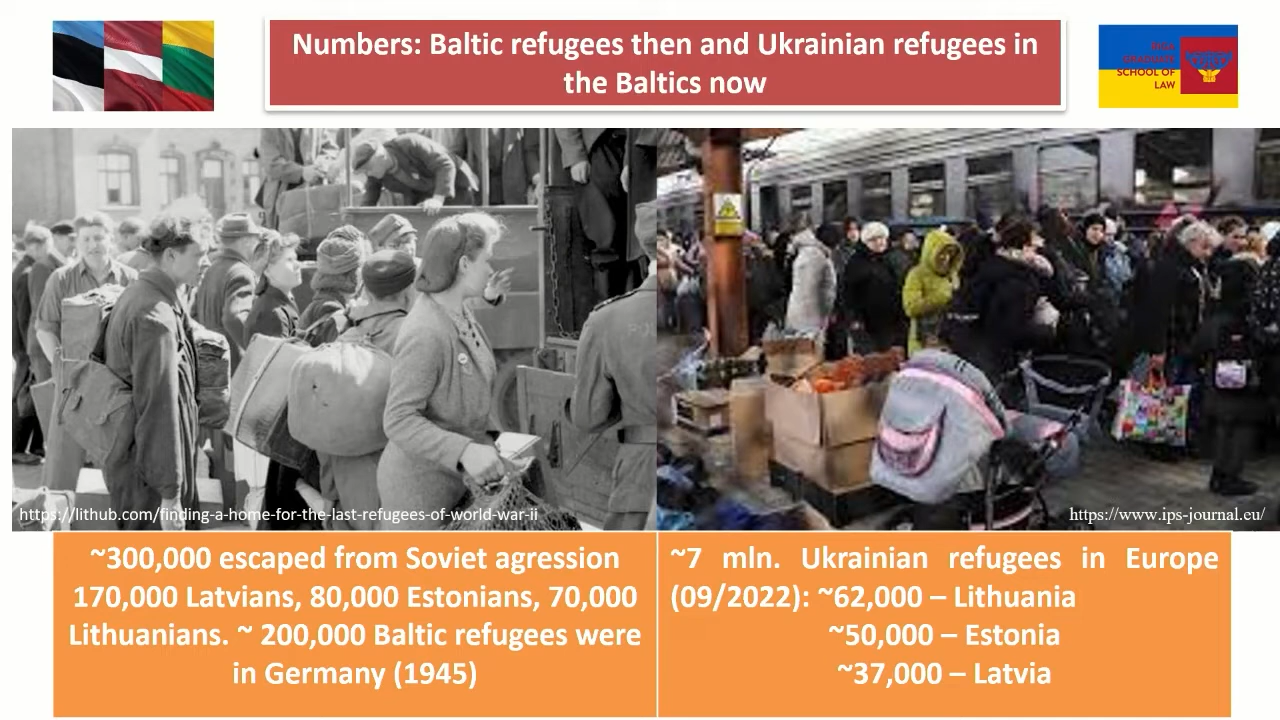 Numbers: Baltic refugees then and Ukrainian refugees in
the Baltics now
RIGA
GRADUATE
SCHOOL OF
LAW
https://lithub.com/finding-a-home-for-the-last-refugees-of-world-war-ii
https://www.ips-journal.eu/
~300,000 escaped from Soviet agression
170,000 Latvians, 80,000 Estonians, 70,000
Lithuanians. ~ 200,000 Baltic refugees were
in Germany (1945)
~7 mln. Ukrainian refugees in Europe
(09/2022): ~62,000 – Lithuania
~50,000 – Estonia
~37,000 – Latvia